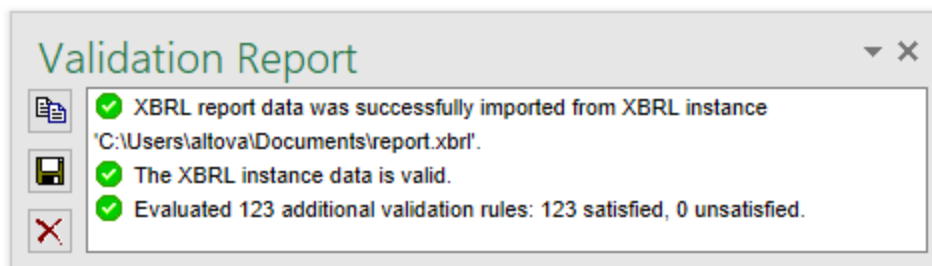 Validation Report
XBRL report data was successfully imported from XBRL instance
'C:\Users\altova\Documents\report.xbrl'.
The XBRL instance data is valid.
Evaluated 123 additional validation rules: 123 satisfied, 0 unsatisfied.